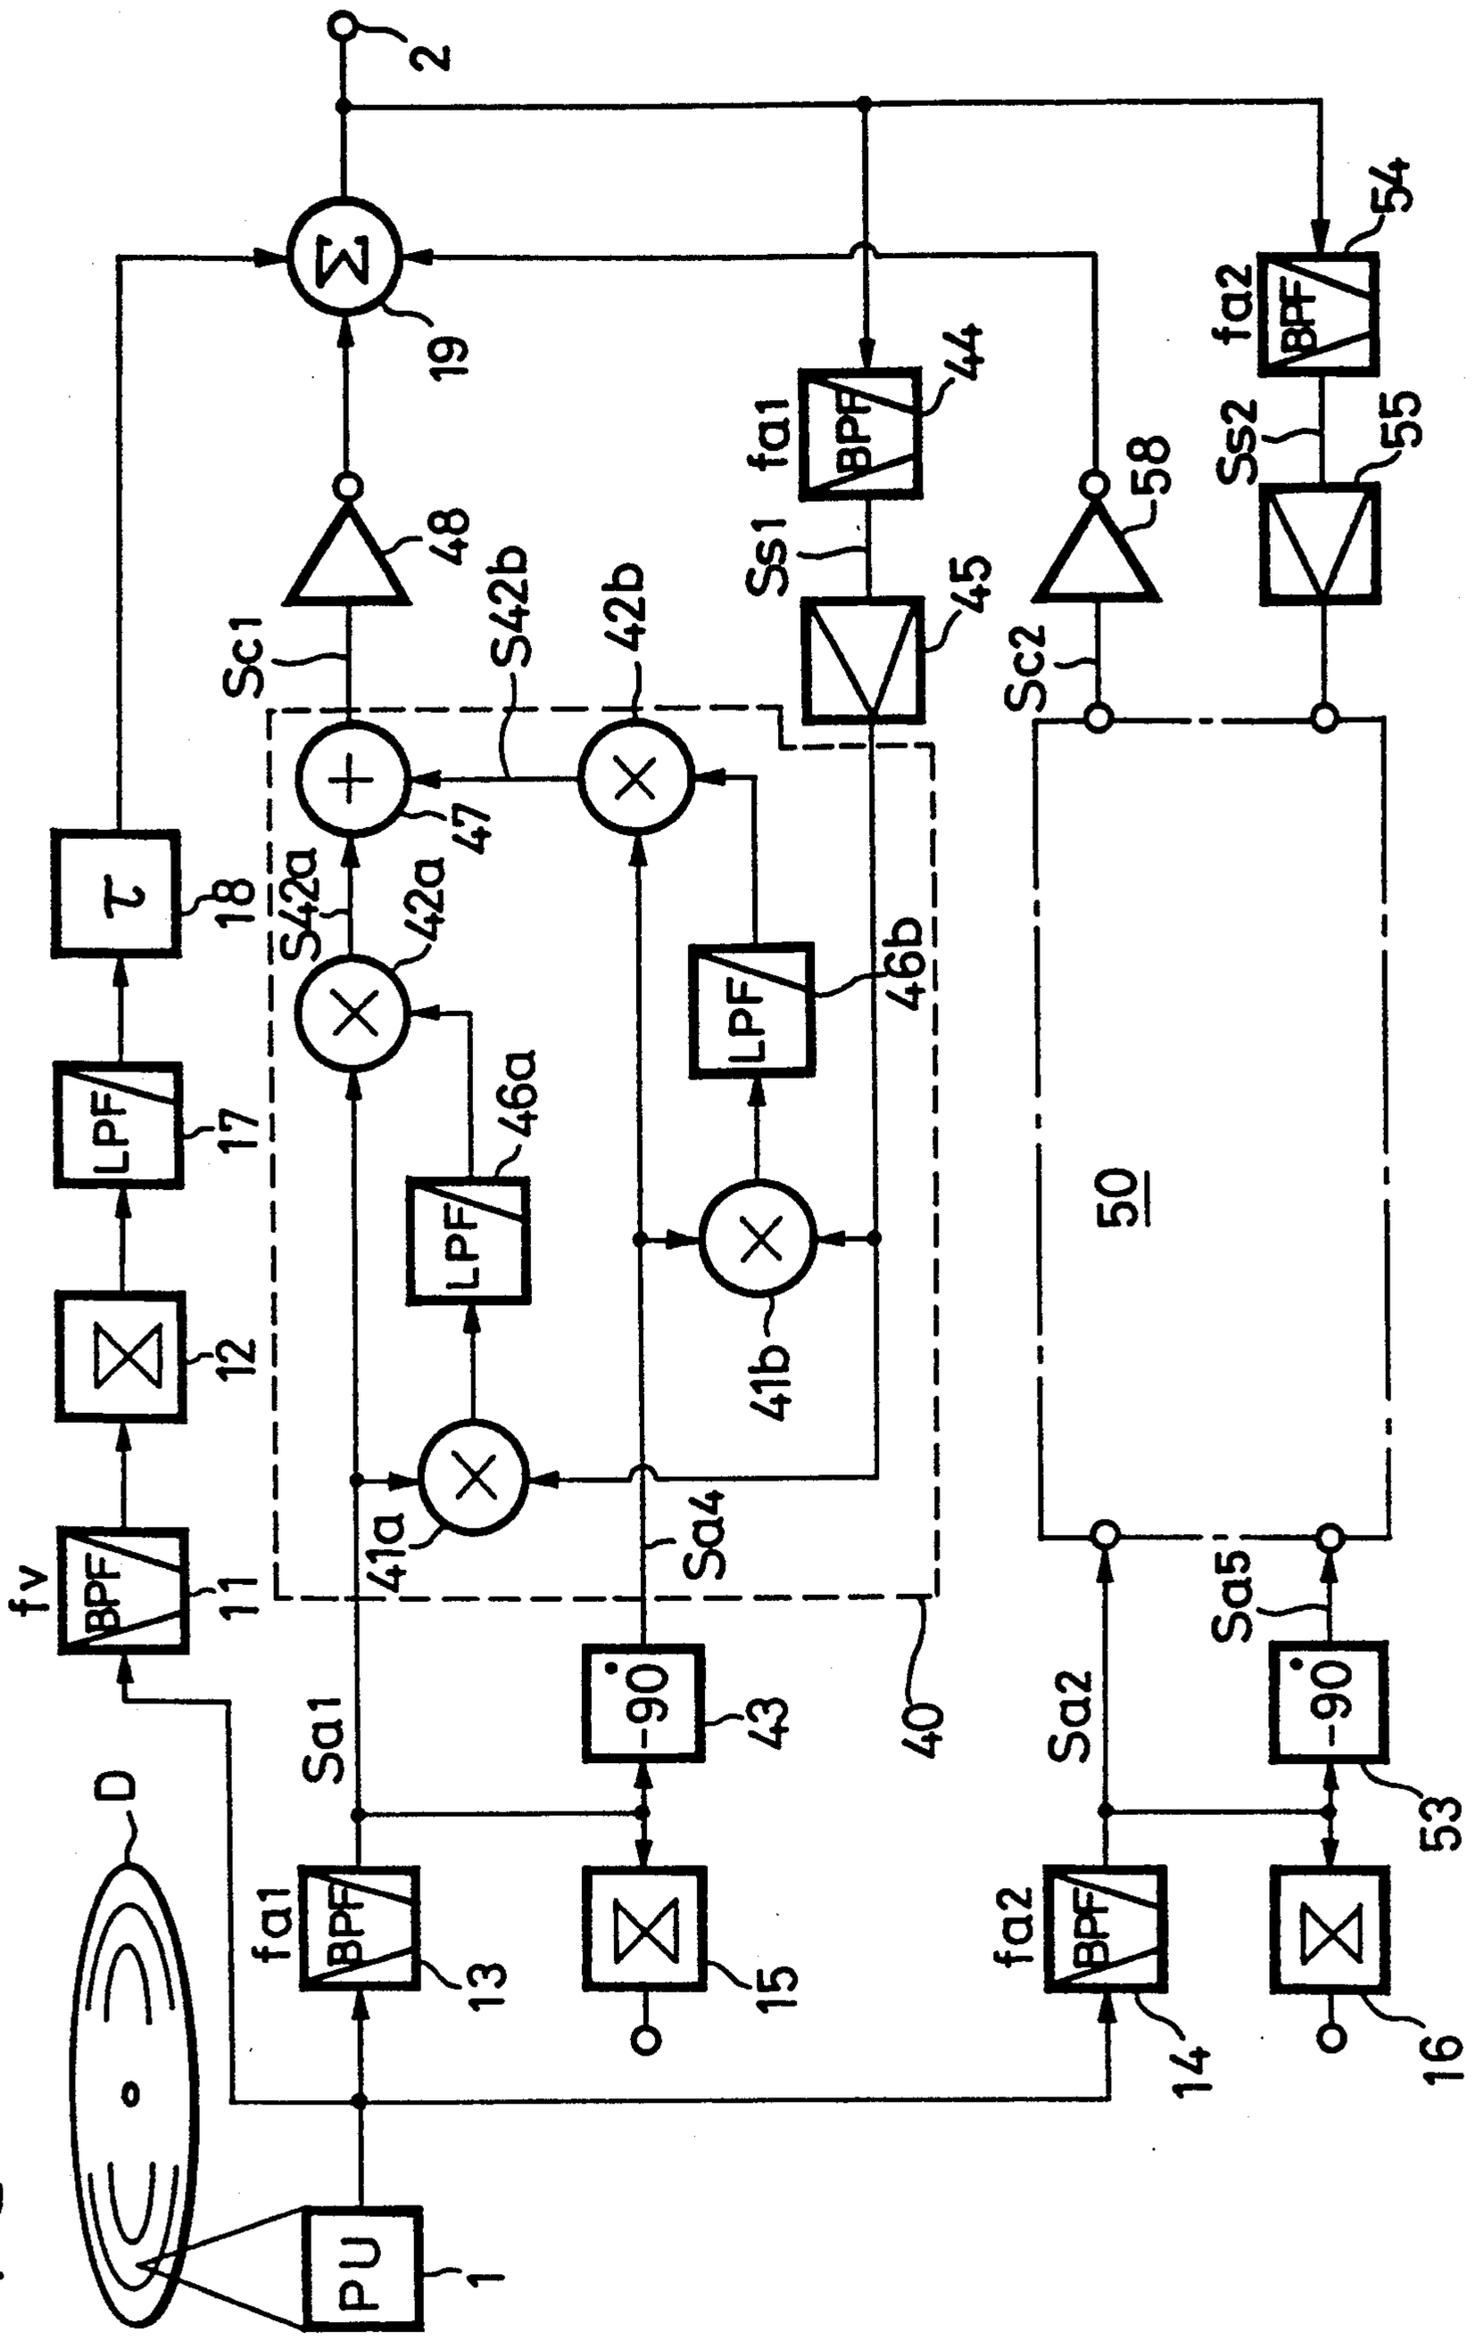 D
PU
1
fv
BPF
11
12
LPF
17
τ
18
fa1
BPF
13
15
Sa1
-90°
43
40
Sa4
41a
LPF
46a
42a
S42a
+
47
41b
LPF
46b
42b
S42b
Sc1
48
Σ
19
2
fa1
BPF
44
Ss1
45
fa2
BPF
14
16
Sa2
-90°
53
Sa5
50
Sc2
58
fa2
BPF
54
Ss2
55